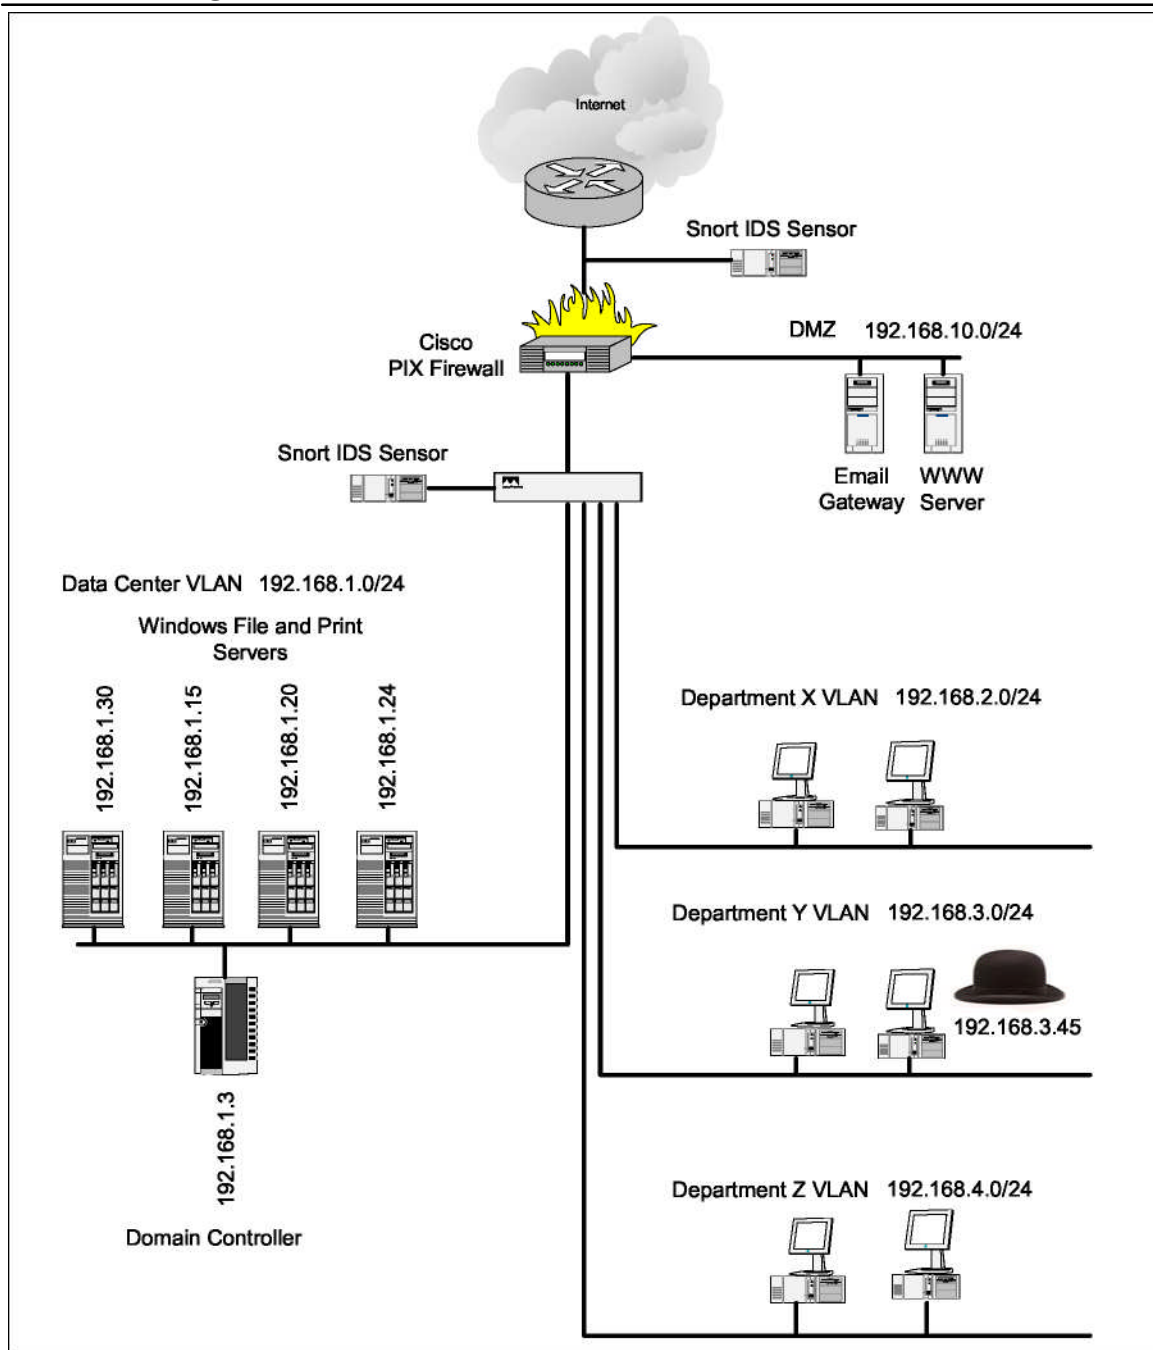 Internet
Snort IDS Sensor
DMZ 192.168.10.0/24
Cisco
PIX Firewall
Snort IDS Sensor
Email
Gateway
WWW
Server
Data Center VLAN 192.168.1.0/24
Windows File and Print
Servers
192.168.1.30
192.168.1.15
192.168.1.20
192.168.1.24
Department X VLAN 192.168.2.0/24
Department Y VLAN 192.168.3.0/24
192.168.3.45
192.168.1.3
Domain Controller
Department Z VLAN 192.168.4.0/24